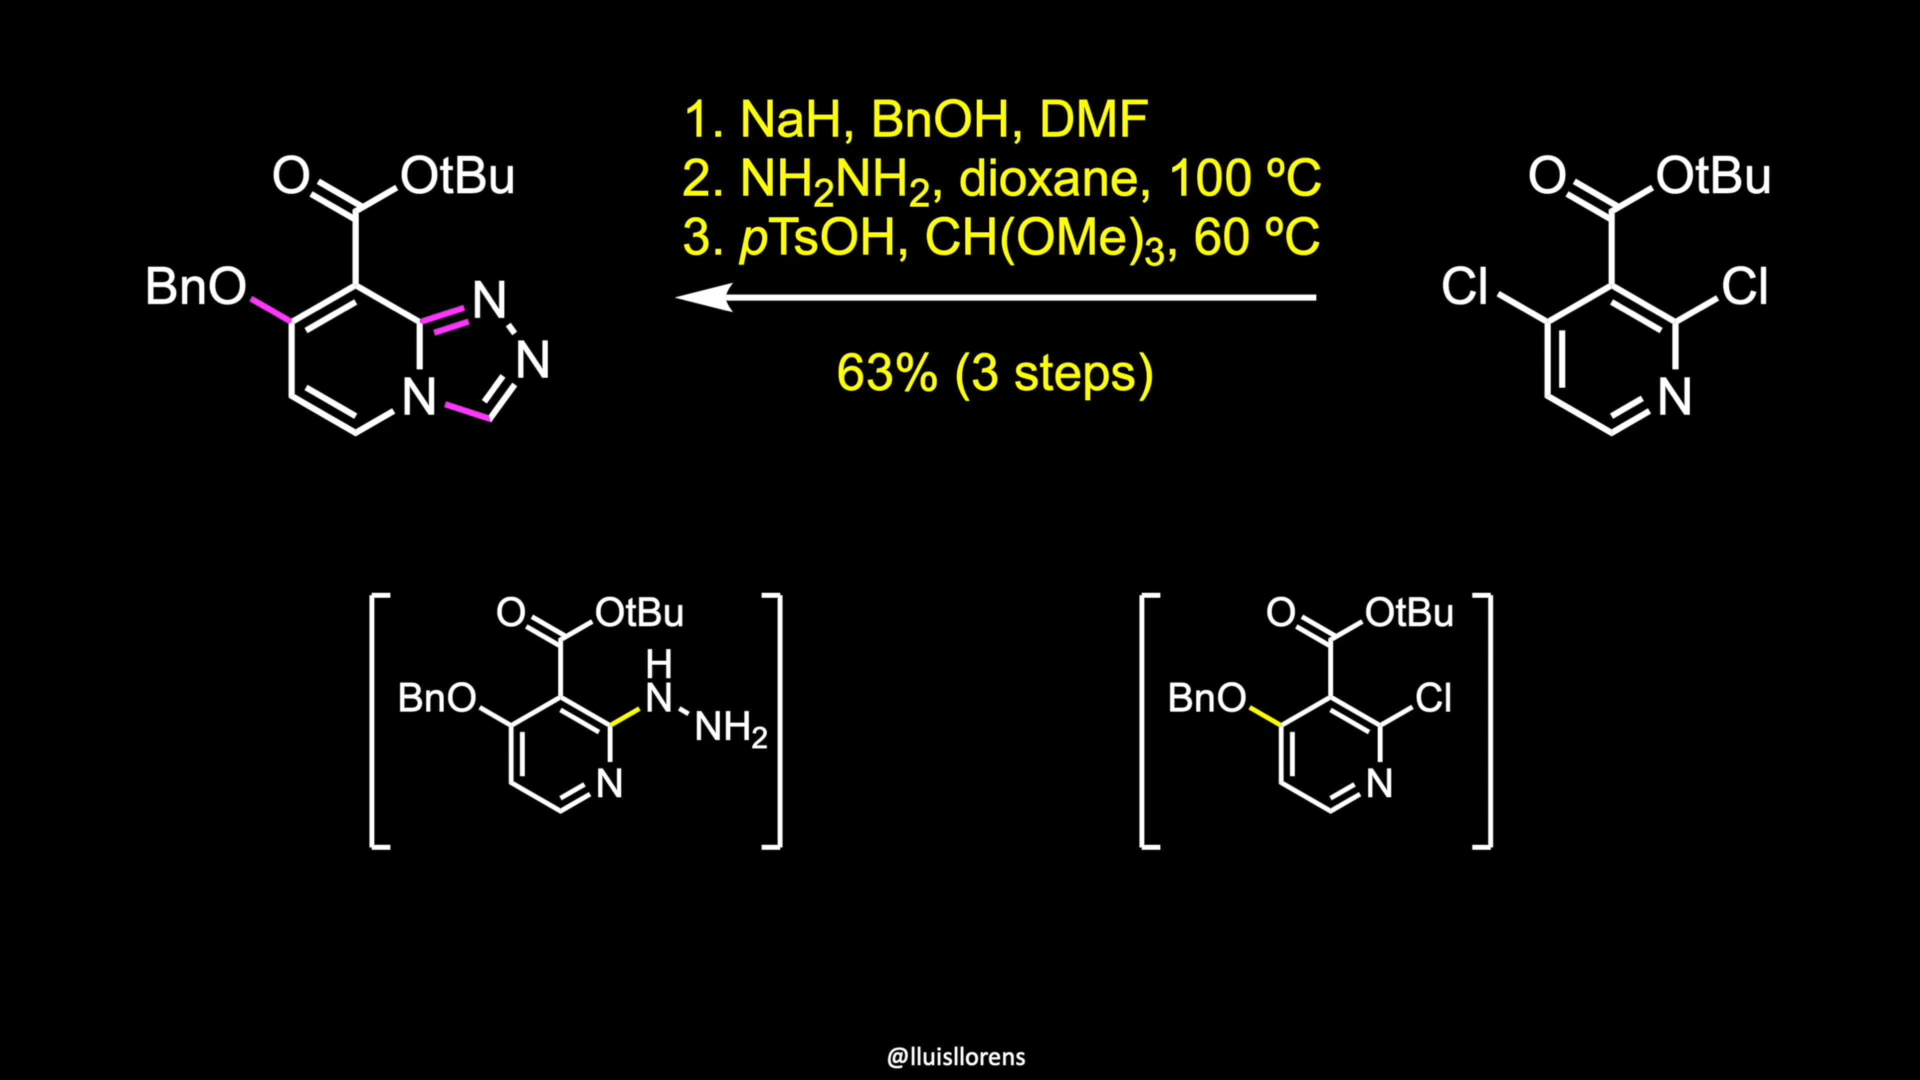 1. NaH, BnOH, DMF
2. NH₂NH₂, dioxane, 100 ºC
3. pTsOH, CH(OMe)₃, 60 ºC
63% (3 steps)
O OtBu
BnO N
N
N
O OtBu
Cl Cl
N
O OtBu
H
BnO N
NH₂
N
O OtBu
BnO Cl
N
@lluisllorens